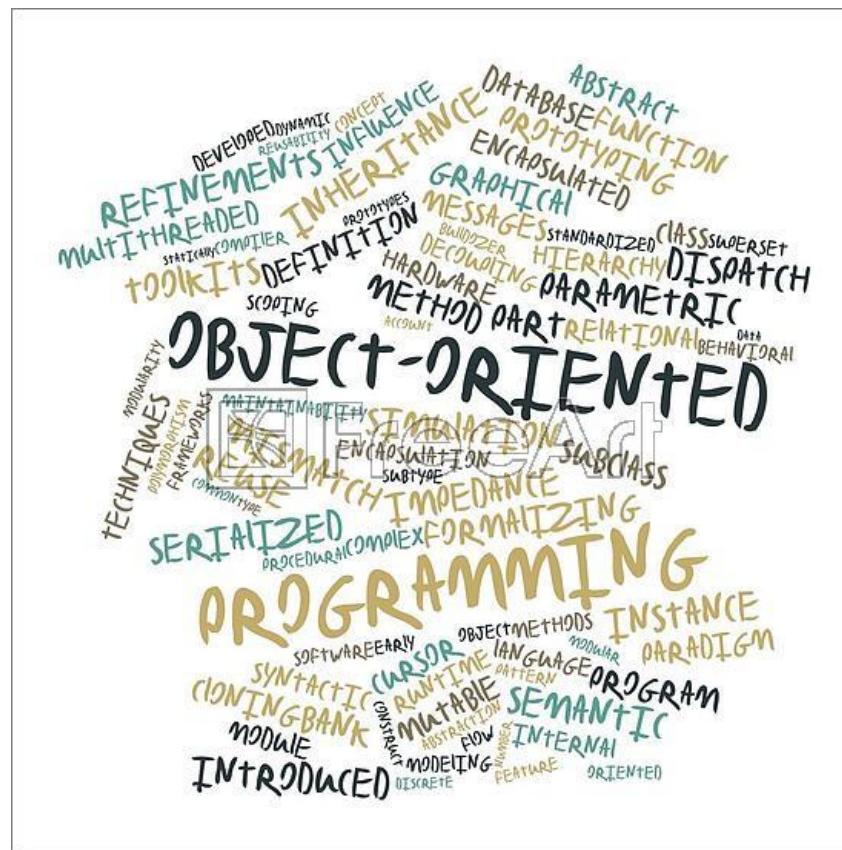 ABSTRACT
DATABASE FUNCTION
PROTOTYPING
ENCAPSULATED
DEVELOPED DYNAMIC CONCEPT
REUSABILITY
REFINEMENTS INFLUENCE
INHERITANCE
GRAPHICAL
MULTITHREADED
PROTOTYPES
MESSAGES
STANDARDIZED
CLASS SUPERSET
STATICALLY COMPILER
DEFINITION
BULLDOZER
DECOUPLING
HIERARCHY
DISPATCH
TOOLKITS
HARDWARE
PARAMETRIC
SCOPING
METHOD PART RELATIONAL
ACCOUNT
DATA
BEHAVIORAL
OBJECT-ORIENTED
MODULARITY
TECHNIQUES
POLYMORPHISM
FRAMEWORKS
MAINTAINABILITY
SIMULATION
FreeArt
MISSMATCH
ENCAPSULATION
SUBCLASS
REUSE
SUBTYPE
COMMON TYPE
IMPEDANCE
SERIALIZED
PROCEDURAL COMPLEX
FORMALIZING
PROGRAMMING
INSTANCE
OBJECT METHODS
MODULAR
PARADIGM
SOFTWARE EARLY
CURSOR
LANGUAGE
SYNTACTIC
RUNTIME
PATTERN
PROGRAM
CLONING BANK
CONSTRUCT
MUTABLE
SEMANTIC
ABSTRACTION
FLOW
NUMBER
INTERNAL
MODULE
MODELING
INTRODUCED
DISCRETE
FEATURE
ORIENTED